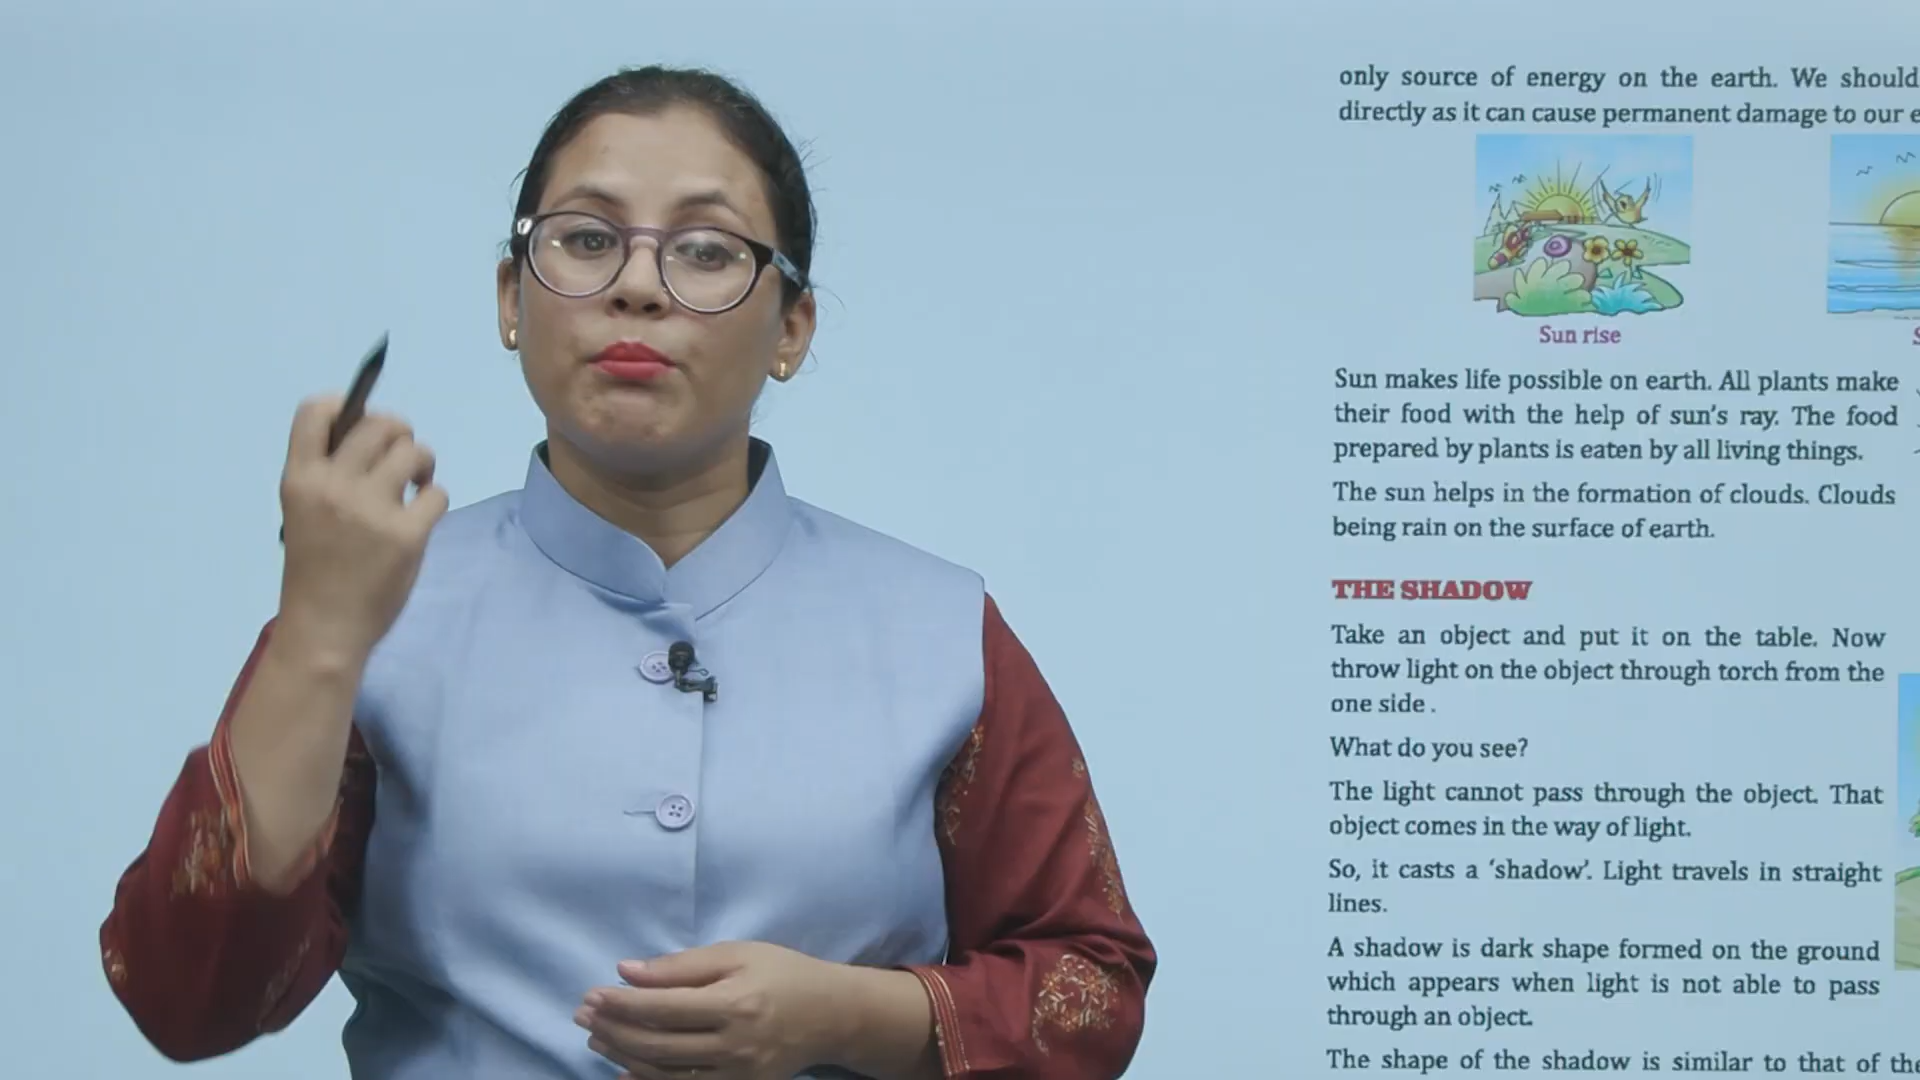 only source of energy on the earth. We should
directly as it can cause permanent damage to our
Sun rise
Sun makes life possible on earth. All plants make
their food with the help of sun's ray. The food
prepared by plants is eaten by all living things.
The sun helps in the formation of clouds. Clouds
being rain on the surface of earth.
THE SHADOW
Take an object and put it on the table. Now
throw light on the object through torch from the
one side .
What do you see?
The light cannot pass through the object. That
object comes in the way of light.
So, it casts a ‘shadow’. Light travels in straight
lines.
A shadow is dark shape formed on the ground
which appears when light is not able to pass
through an object.
The shape of the shadow is similar to that of